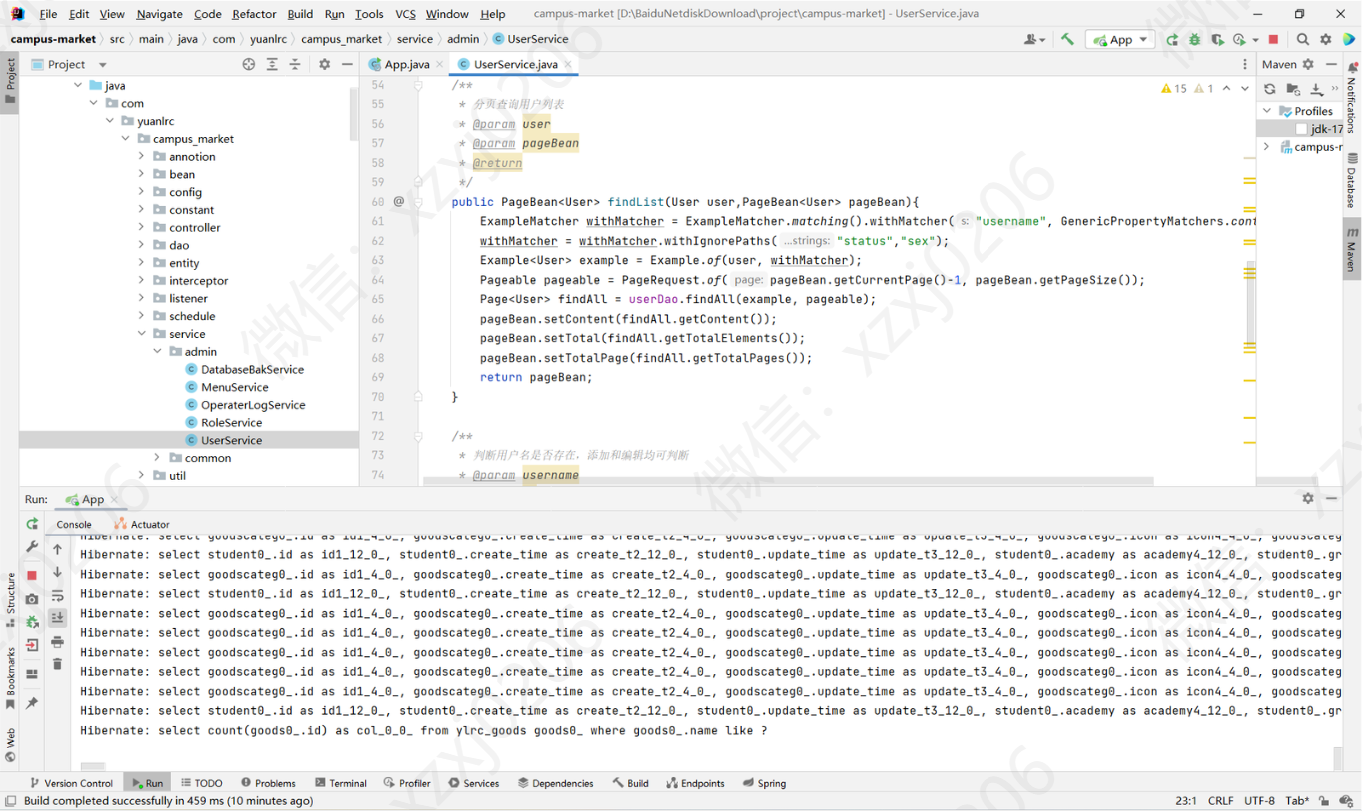 File Edit View Navigate Code Refactor Build Run Tools VCS Window Help campus-market [D:\BaiduNetdiskDownload\project\campus-market] - UserService.java
campus-market src main java com yuanlrc campus_market service admin UserService App
Project App.java UserService.java Maven
java
com
yuanlrc
campus_market
annotion
bean
config
constant
controller
dao
entity
interceptor
listener
schedule
service
admin
DatabaseBakService
MenuService
OperaterLogService
RoleService
UserService
common
util
54 /**
55 * 分页查询用户列表
56 * @param user
57 * @param pageBean
58 * @return
59 */
60 @ public PageBean<User> findList(User user,PageBean<User> pageBean){
61 ExampleMatcher withMatcher = ExampleMatcher.matching().withMatcher( s: "username", GenericPropertyMatchers.cont
62 withMatcher = withMatcher.withIgnorePaths( ...strings: "status","sex");
63 Example<User> example = Example.of(user, withMatcher);
64 Pageable pageable = PageRequest.of( page: pageBean.getCurrentPage()-1, pageBean.getPageSize());
65 Page<User> findAll = userDao.findAll(example, pageable);
66 pageBean.setContent(findAll.getContent());
67 pageBean.setTotal(findAll.getTotalElements());
68 pageBean.setTotalPage(findAll.getTotalPages());
69 return pageBean;
70 }
71
72 /**
73 * 判断用户名是否存在，添加和编辑均可判断
74 * @param username
15 1
Profiles
jdk-17
campus-r
Project
Structure
Bookmarks
Web
Notifications
Database
Maven
Run: App
Console Actuator
Hibernate: select goodscateg0_.id as id1_4_0_, goodscateg0_.create_time as create_t2_4_0_, goodscateg0_.update_time as update_t3_4_0_, goodscateg0_.icon as icon4_4_0_, goodscateg
Hibernate: select student0_.id as id1_12_0_, student0_.create_time as create_t2_12_0_, student0_.update_time as update_t3_12_0_, student0_.academy as academy4_12_0_, student0_.gr
Hibernate: select goodscateg0_.id as id1_4_0_, goodscateg0_.create_time as create_t2_4_0_, goodscateg0_.update_time as update_t3_4_0_, goodscateg0_.icon as icon4_4_0_, goodscateg
Hibernate: select student0_.id as id1_12_0_, student0_.create_time as create_t2_12_0_, student0_.update_time as update_t3_12_0_, student0_.academy as academy4_12_0_, student0_.gr
Hibernate: select goodscateg0_.id as id1_4_0_, goodscateg0_.create_time as create_t2_4_0_, goodscateg0_.update_time as update_t3_4_0_, goodscateg0_.icon as icon4_4_0_, goodscateg
Hibernate: select goodscateg0_.id as id1_4_0_, goodscateg0_.create_time as create_t2_4_0_, goodscateg0_.update_time as update_t3_4_0_, goodscateg0_.icon as icon4_4_0_, goodscateg
Hibernate: select goodscateg0_.id as id1_4_0_, goodscateg0_.create_time as create_t2_4_0_, goodscateg0_.update_time as update_t3_4_0_, goodscateg0_.icon as icon4_4_0_, goodscateg
Hibernate: select goodscateg0_.id as id1_4_0_, goodscateg0_.create_time as create_t2_4_0_, goodscateg0_.update_time as update_t3_4_0_, goodscateg0_.icon as icon4_4_0_, goodscateg
Hibernate: select goodscateg0_.id as id1_4_0_, goodscateg0_.create_time as create_t2_4_0_, goodscateg0_.update_time as update_t3_4_0_, goodscateg0_.icon as icon4_4_0_, goodscateg
Hibernate: select student0_.id as id1_12_0_, student0_.create_time as create_t2_12_0_, student0_.update_time as update_t3_12_0_, student0_.academy as academy4_12_0_, student0_.gr
Hibernate: select count(goods0_.id) as col_0_0_ from ylrc_goods goods0_ where goods0_.name like ?
Version Control Run TODO Problems Terminal Profiler Services Dependencies Build Endpoints Spring
Build completed successfully in 459 ms (10 minutes ago) 23:1 CRLF UTF-8 Tab*
微信：xzxj0206
微信：xzxj0206